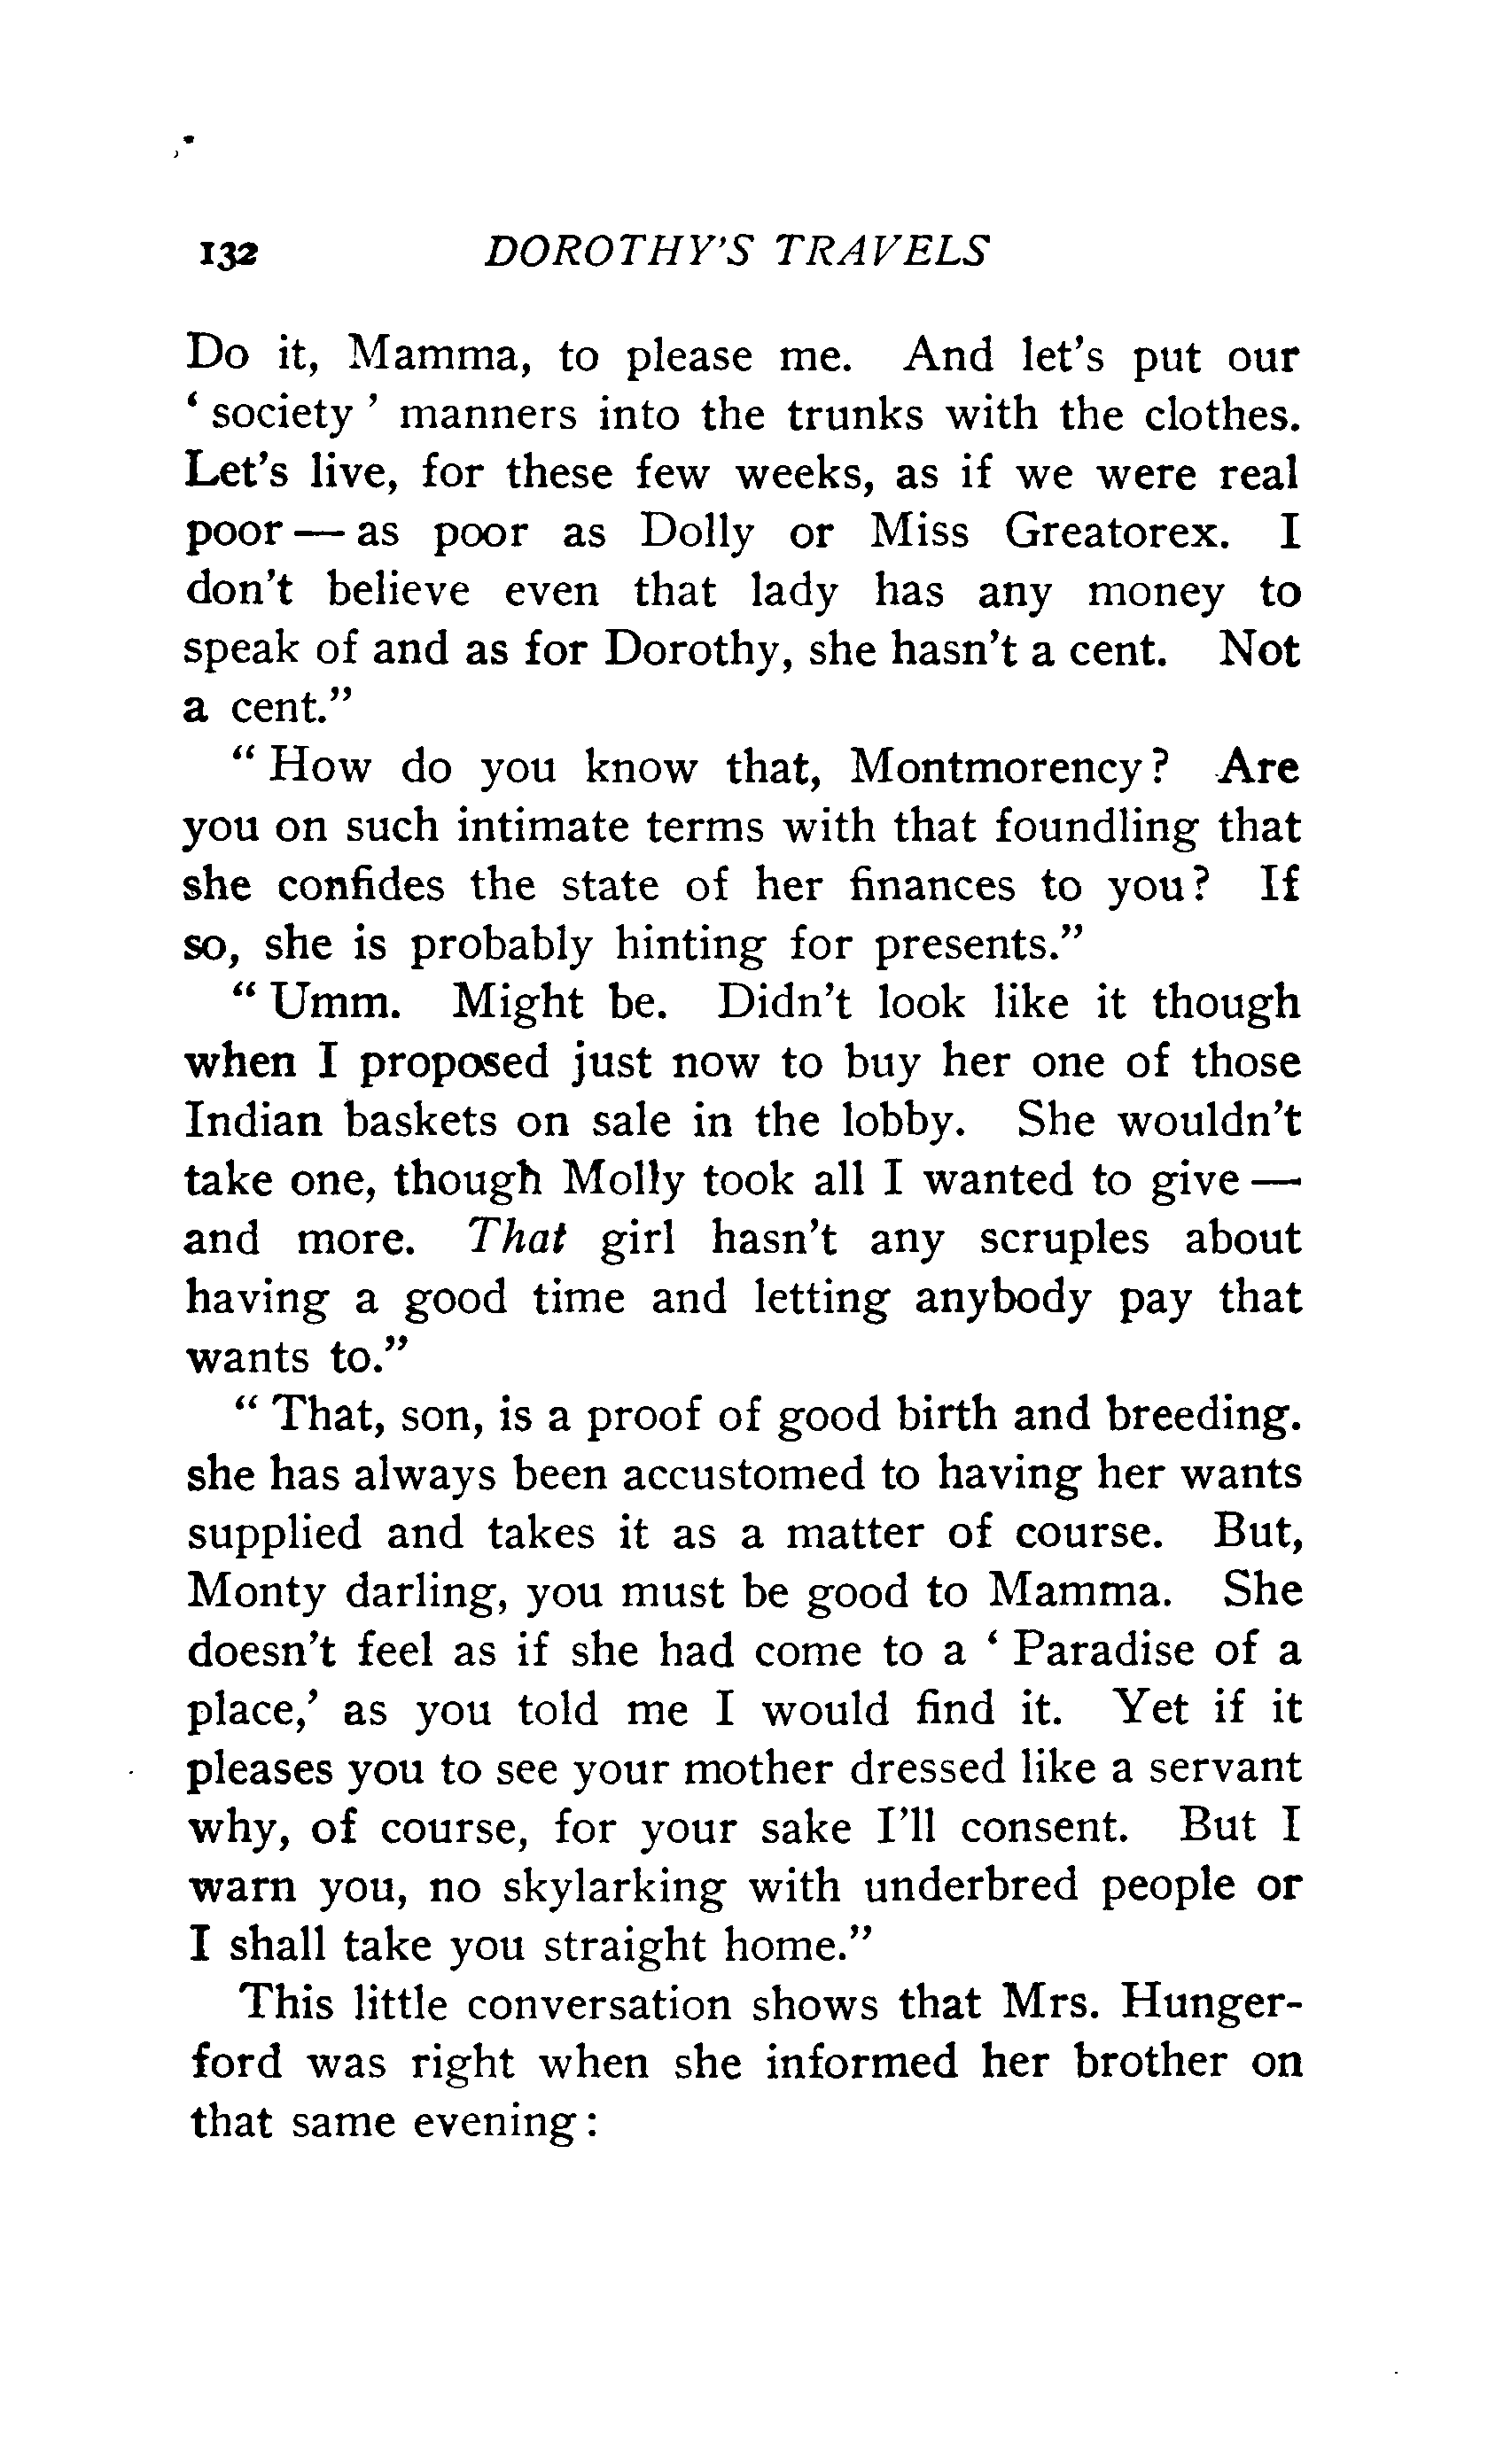 132 DOROTHY'S TRAVELS
Do it, Mamma, to please me. And let's put our
‘ society ’ manners into the trunks with the clothes.
Let's live, for these few weeks, as if we were real
poor — as poor as Dolly or Miss Greatorex. I
don't believe even that lady has any money to
speak of and as for Dorothy, she hasn't a cent. Not
a cent."
" How do you know that, Montmorency? Are
you on such intimate terms with that foundling that
she confides the state of her finances to you? If
so, she is probably hinting for presents."
" Umm. Might be. Didn't look like it though
when I proposed just now to buy her one of those
Indian baskets on sale in the lobby. She wouldn't
take one, though Molly took all I wanted to give —
and more. That girl hasn't any scruples about
having a good time and letting anybody pay that
wants to."
" That, son, is a proof of good birth and breeding.
she has always been accustomed to having her wants
supplied and takes it as a matter of course. But,
Monty darling, you must be good to Mamma. She
doesn't feel as if she had come to a ‘ Paradise of a
place,’ as you told me I would find it. Yet if it
pleases you to see your mother dressed like a servant
why, of course, for your sake I'll consent. But I
warn you, no skylarking with underbred people or
I shall take you straight home."
This little conversation shows that Mrs. Hunger-
ford was right when she informed her brother on
that same evening: